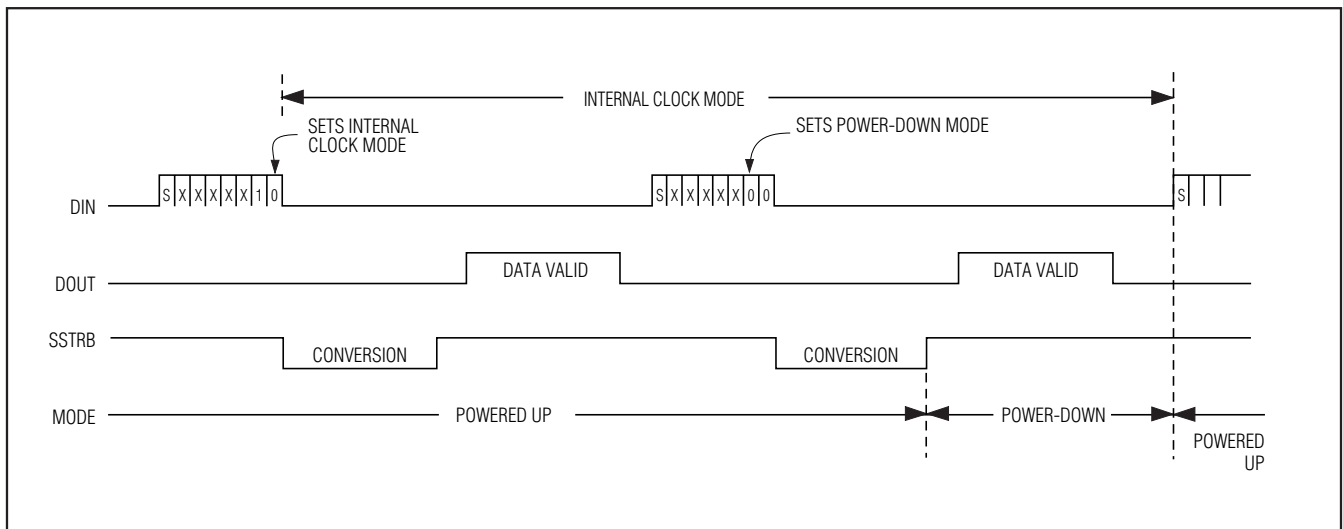 INTERNAL CLOCK MODE
SETS INTERNAL
CLOCK MODE
SETS POWER-DOWN MODE
DIN
S X X X X X 1 0
S X X X X X 0 0
S
DOUT
DATA VALID
DATA VALID
SSTRB
CONVERSION
CONVERSION
MODE
POWERED UP
POWER-DOWN
POWERED
UP